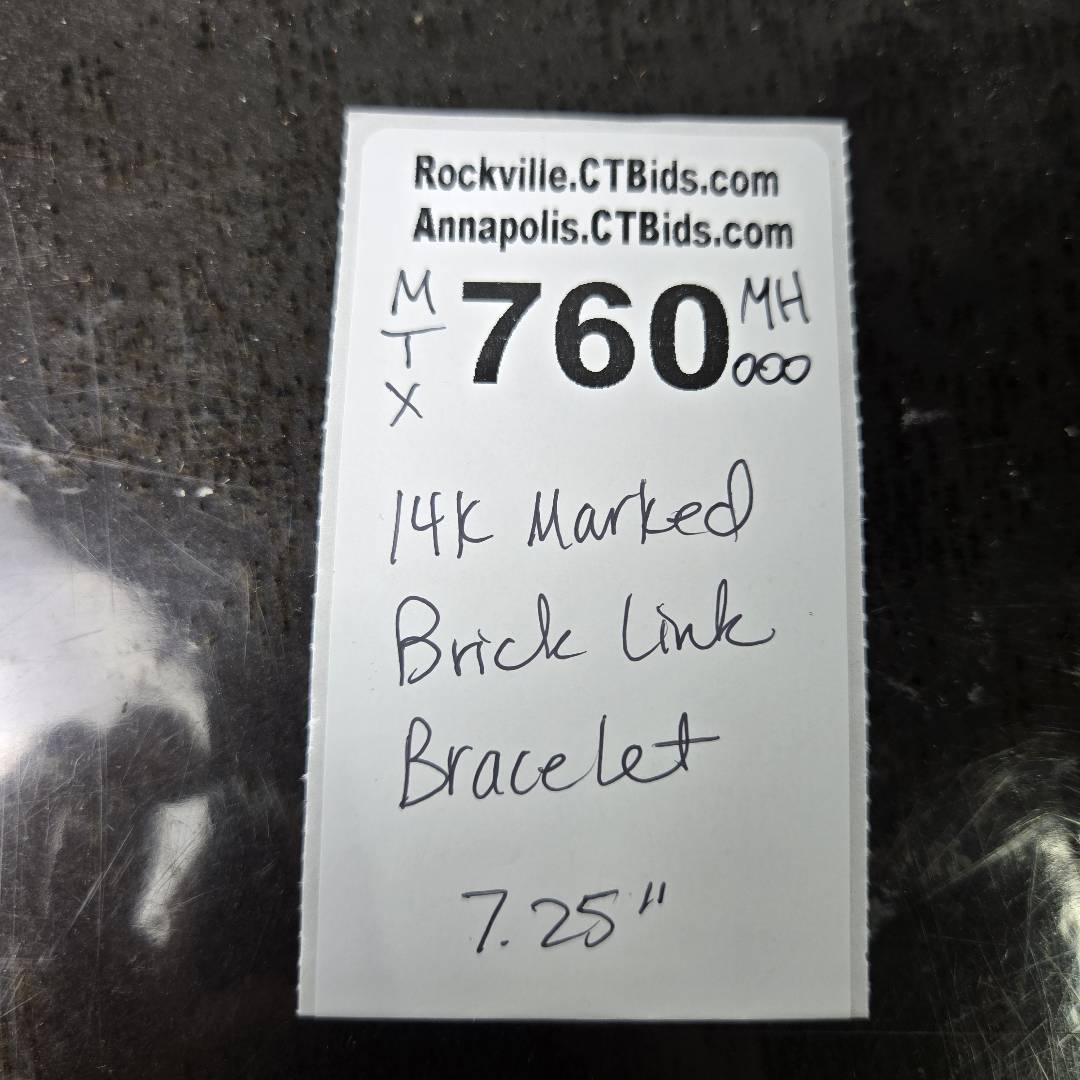 Rockville.CTBids.com
Annapolis.CTBids.com
M
T
X
760
MH
000
14k Marked
Brick Link
Bracelet
7.25"